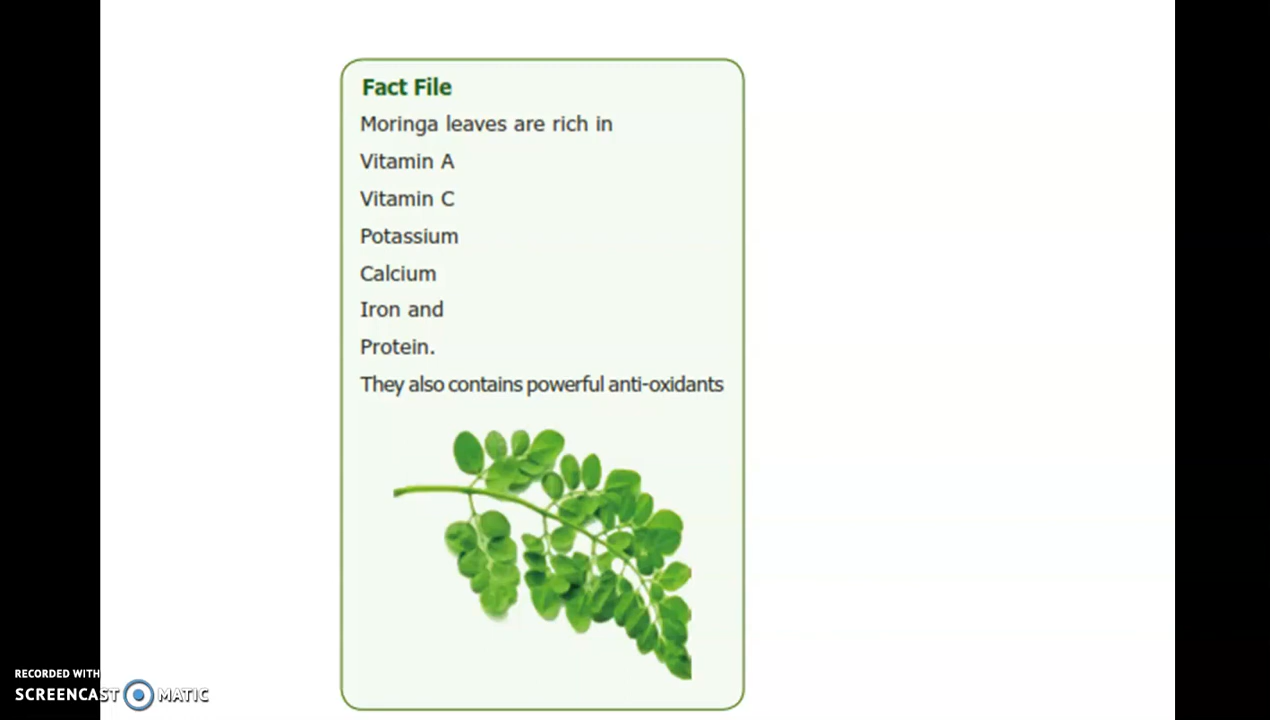 Fact File
Moringa leaves are rich in
Vitamin A
Vitamin C
Potassium
Calcium
Iron and
Protein.
They also contains powerful anti-oxidants
RECORDED WITH
SCREENCAST MATIC